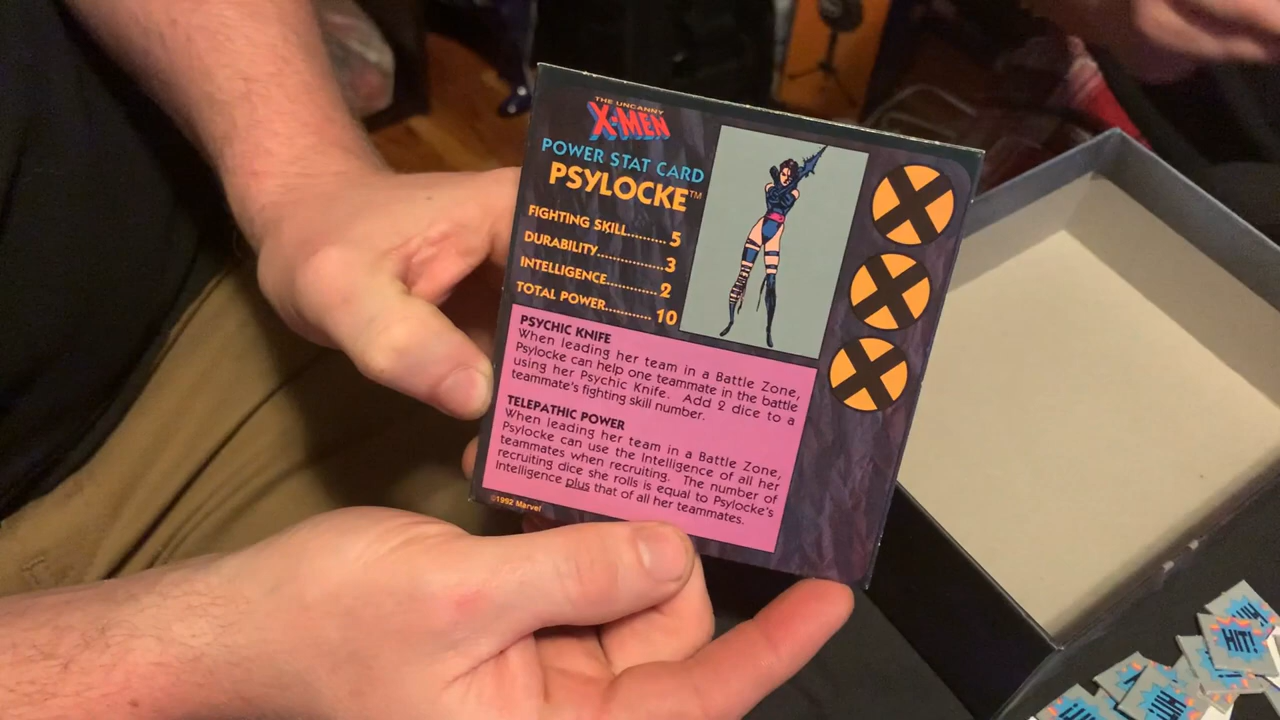 THE UNCANNY
X-MEN
POWER STAT CARD
PSYLOCKE™
FIGHTING SKILL.......... 5
DURABILITY................ 3
INTELLIGENCE............ 2
TOTAL POWER.......... 10
PSYCHIC KNIFE
When leading her team in a Battle Zone,
Psylocke can help one teammate in the battle
using her Psychic Knife. Add 2 dice to a
teammate's fighting skill number.
TELEPATHIC POWER
When leading her team in a Battle Zone,
Psylocke can use the Intelligence of all her
teammates when recruiting. The number of
recruiting dice she rolls is equal to Psylocke's
Intelligence plus that of all her teammates.
©1992 Marvel
HIT!